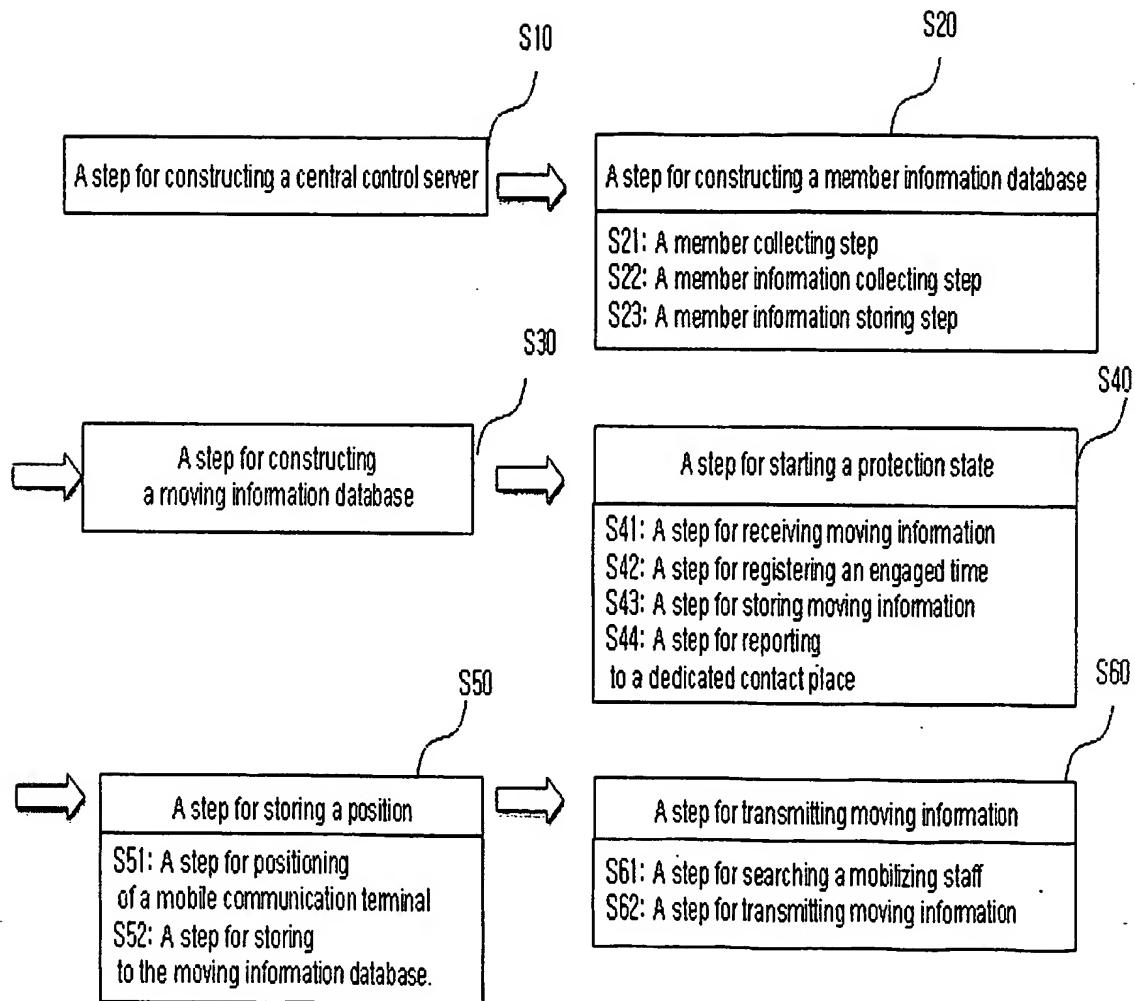 S10
S20
A step for constructing a central control server
A step for constructing a member information database
S21: A member collecting step
S22: A member information collecting step
S23: A member information storing step
S30
S40
A step for constructing
a moving information database
A step for starting a protection state
S41: A step for receiving moving information
S42: A step for registering an engaged time
S43: A step for storing moving information
S44: A step for reporting
to a dedicated contact place
S50
S60
A step for storing a position
S51: A step for positioning
of a mobile communication terminal
S52: A step for storing
to the moving information database.
A step for transmitting moving information
S61: A step for searching a mobilizing staff
S62: A step for transmitting moving information